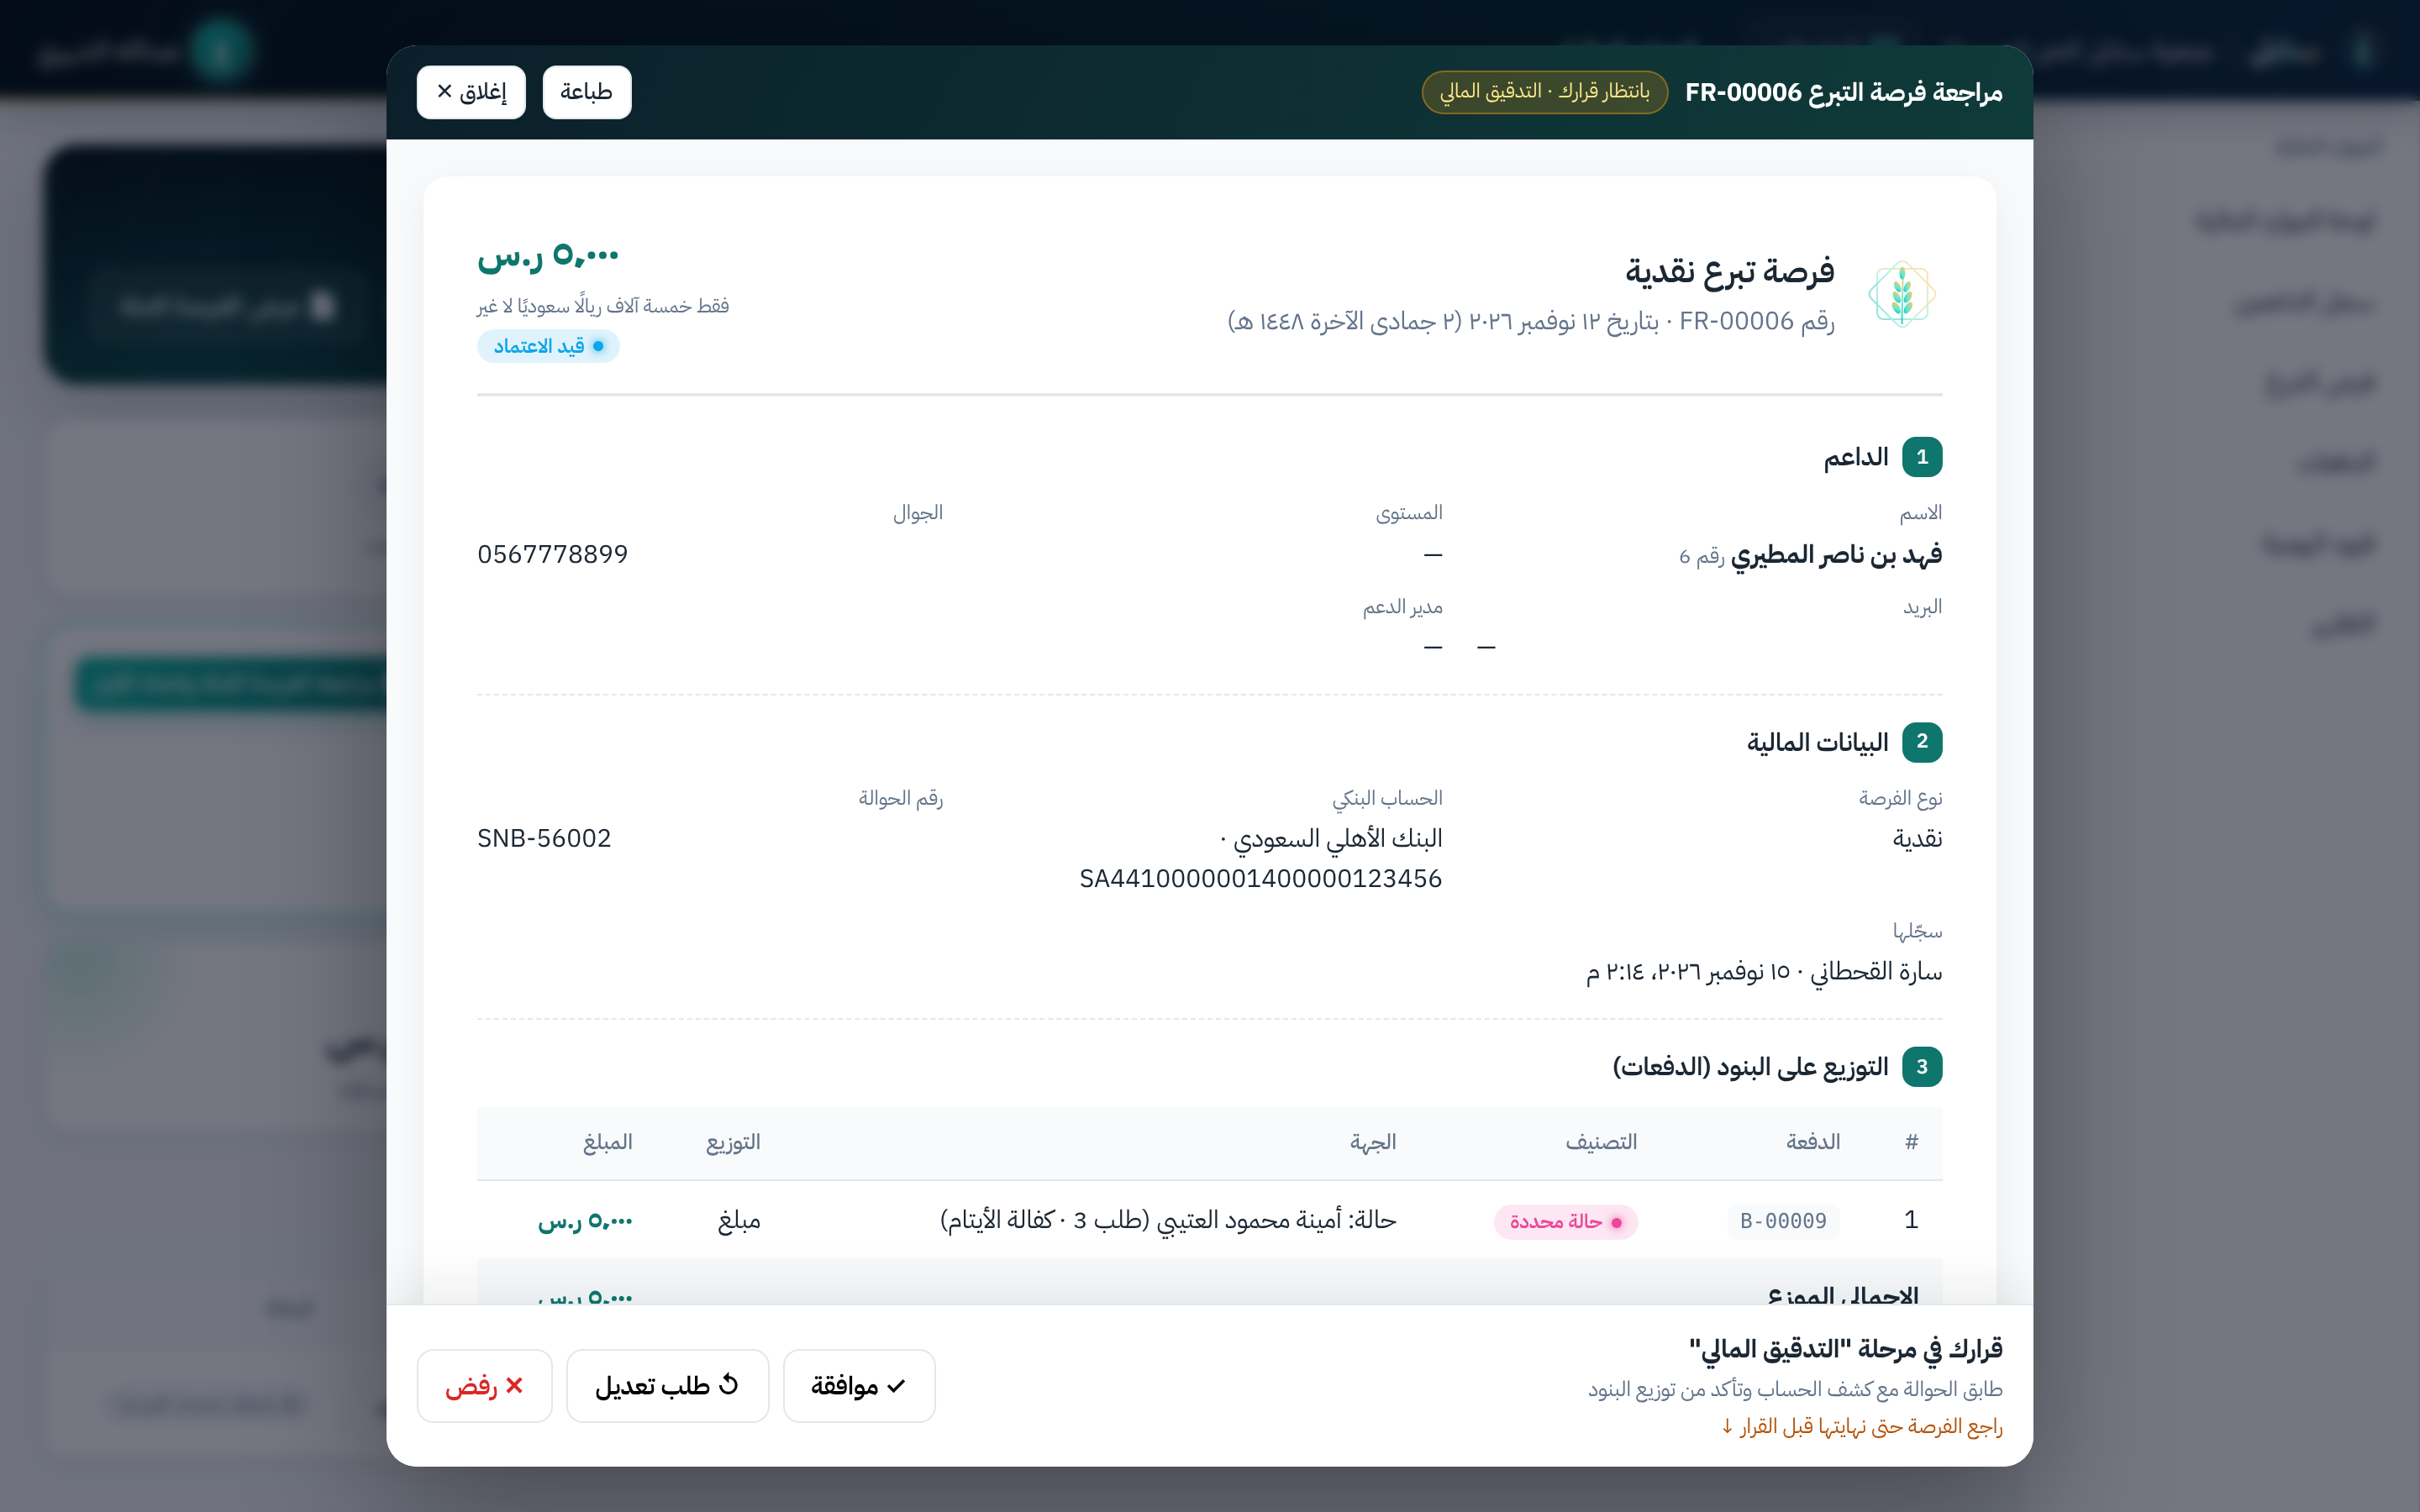 مراجعة فرصة التبرع FR-00006
بانتظار قرارك · التدقيق المالي
طباعة
إغلاق ✕
فرصة تبرع نقدية
رقم FR-00006 · بتاريخ ١٢ نوفمبر ٢٠٢٦ (٢ جمادى الآخرة ١٤٤٨ هـ)
٥٬٠٠٠ ر.س
فقط خمسة آلاف ريالًا سعوديًا لا غير
قيد الاعتماد
1 الداعم
الاسم
فهد بن ناصر المطيري رقم 6
المستوى
—
الجوال
0567778899
البريد
—
مدير الدعم
—
2 البيانات المالية
نوع الفرصة
نقدية
الحساب البنكي
البنك الأهلي السعودي ·
SA4410000001400000123456
رقم الحوالة
SNB-56002
سجّلها
سارة القحطاني · ١٥ نوفمبر ٢٠٢٦، ٢:١٤ م
3 التوزيع على البنود (الدفعات)
# الدفعة التصنيف الجهة التوزيع المبلغ
1 B-00009 حالة محددة حالة: أمينة محمود العتيبي (طلب 3 · كفالة الأيتام) مبلغ ٥٬٠٠٠ ر.س
الإجمالي الموزع ٥٬٠٠٠ ر.س
قرارك في مرحلة "التدقيق المالي"
طابق الحوالة مع كشف الحساب وتأكد من توزيع البنود
راجع الفرصة حتى نهايتها قبل القرار ↓
✓ موافقة
↺ طلب تعديل
✕ رفض